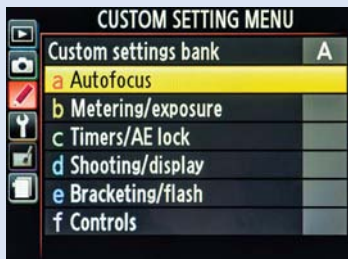 CUSTOM SETTING MENU
Custom settings bank A
a Autofocus
b Metering/exposure
c Timers/AE lock
d Shooting/display
e Bracketing/flash
f Controls